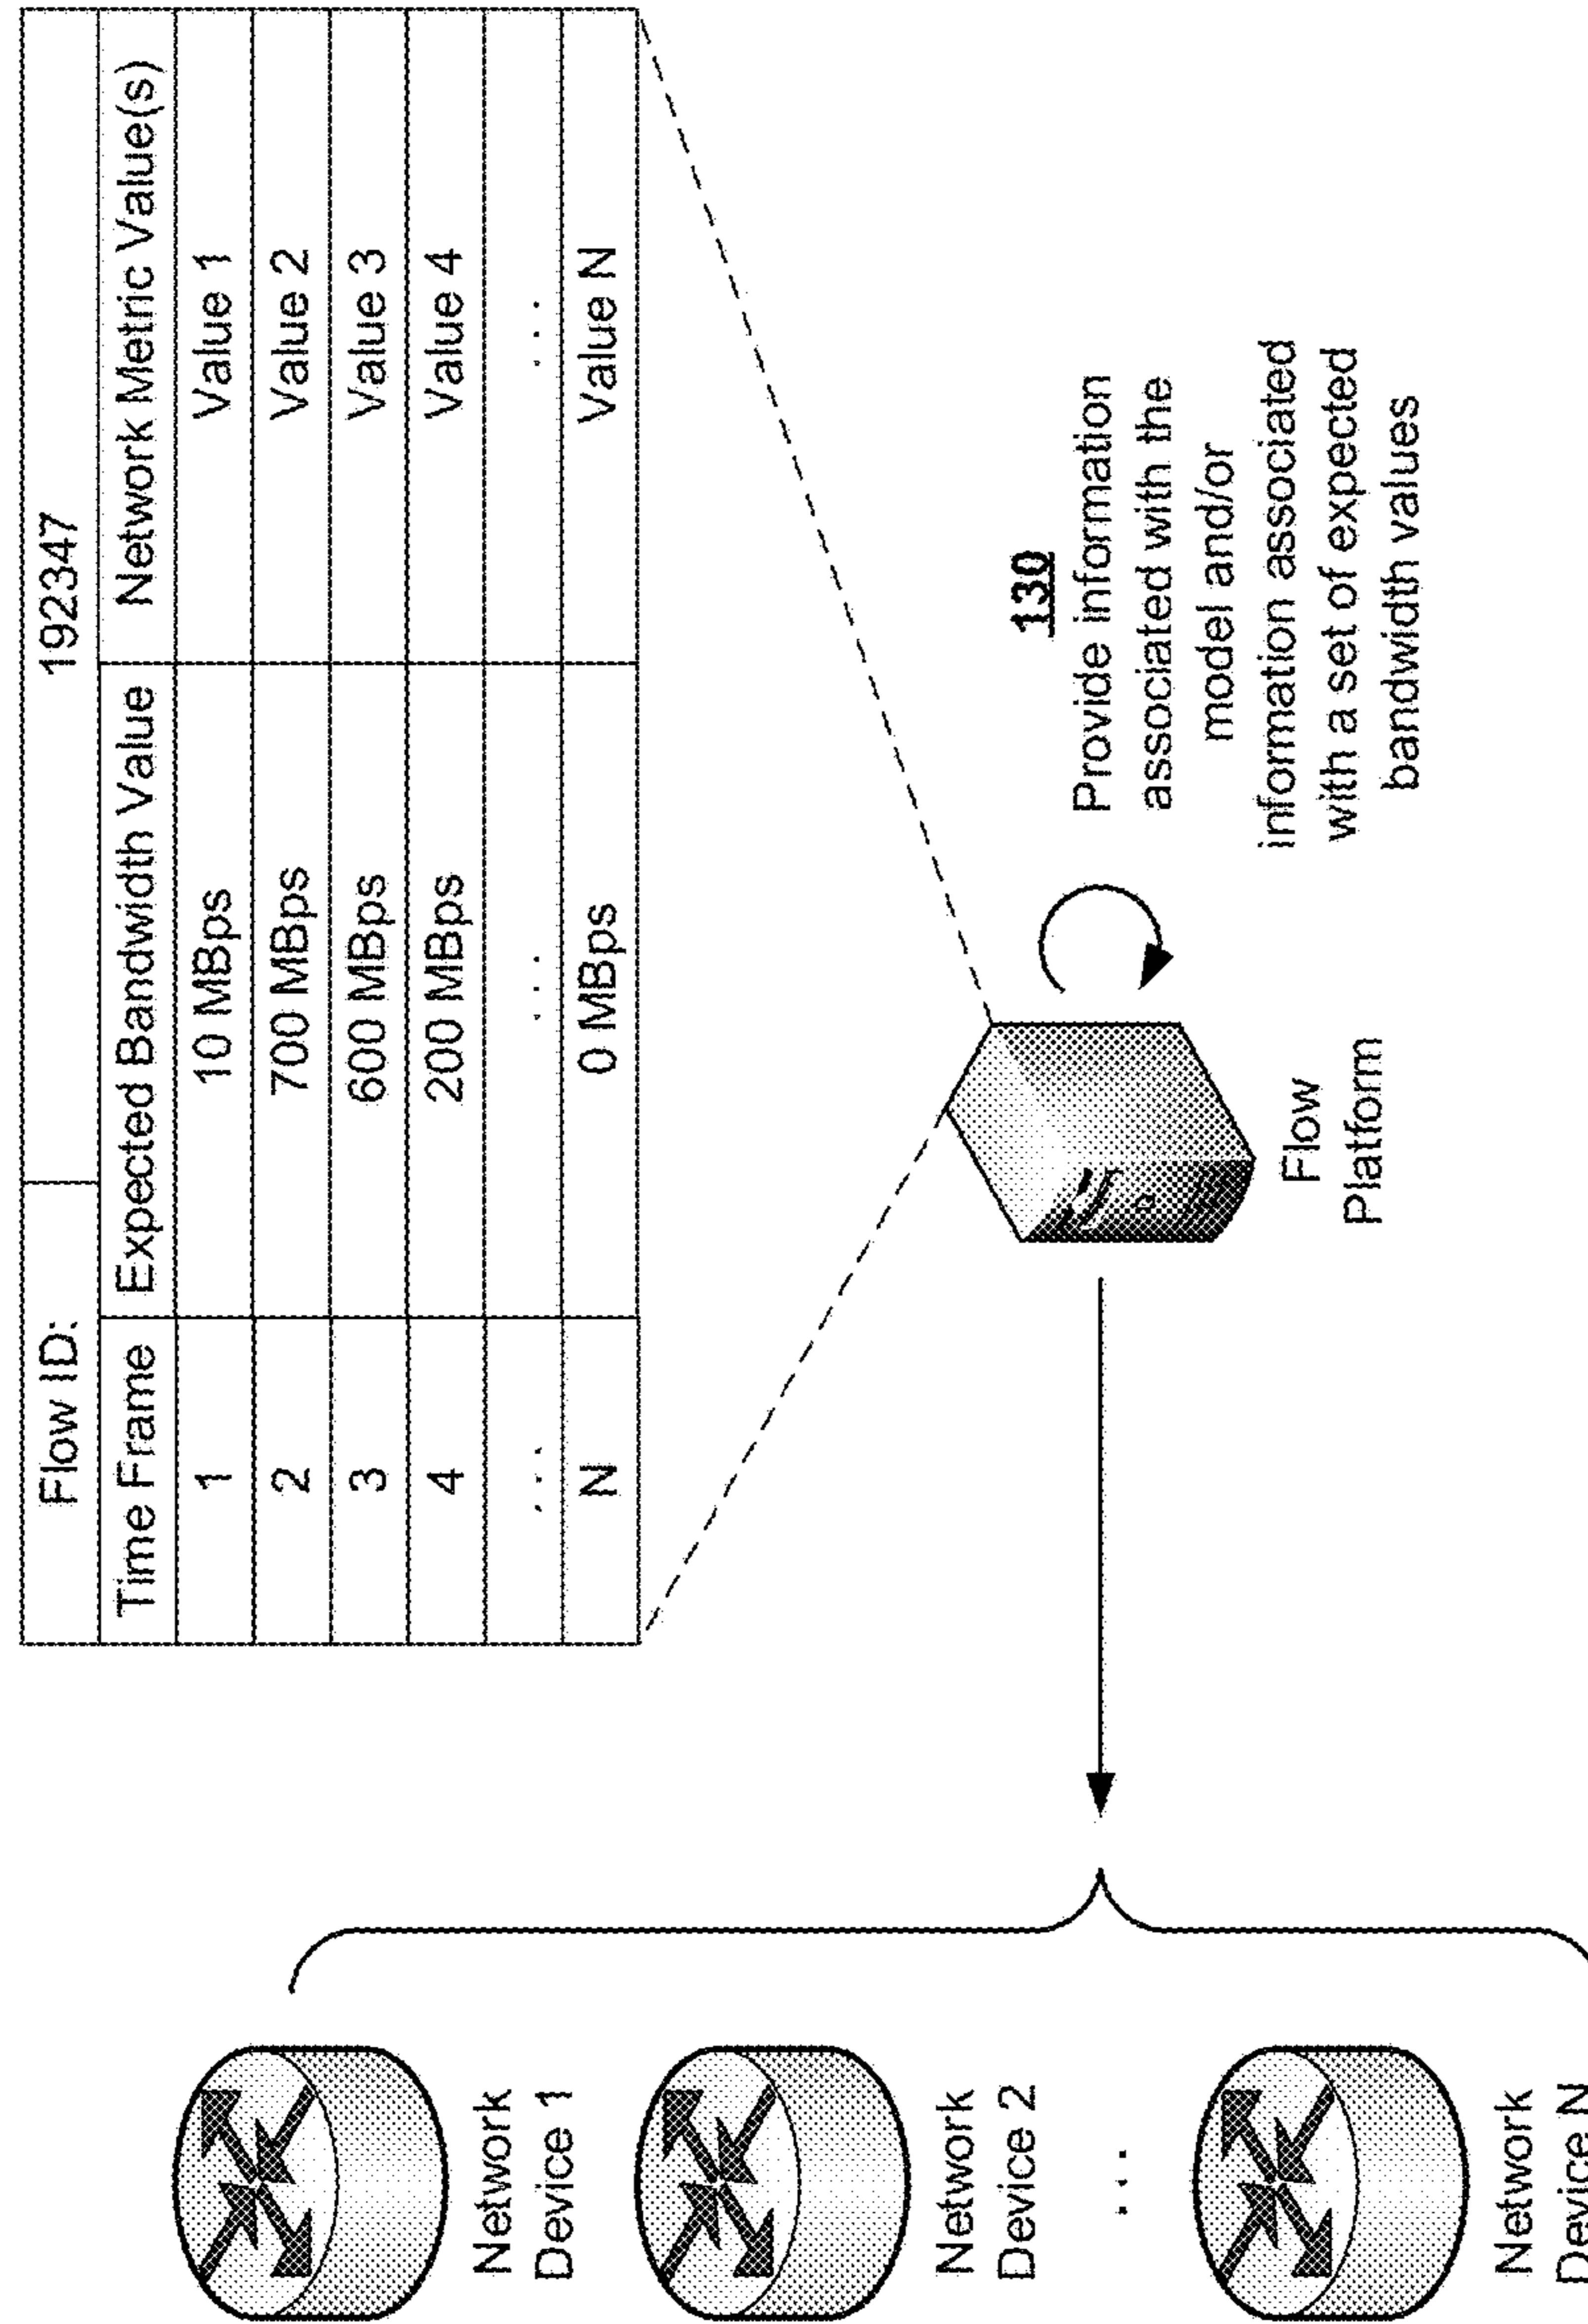 Flow ID: 192347
Time Frame Expected Bandwidth Value Network Metric Value(s)
1 10 MBps Value 1
2 700 MBps Value 2
3 600 MBps Value 3
4 200 MBps Value 4
... ... ...
N 0 MBps Value N
130
Provide information
associated with the
model and/or
information associated
with a set of expected
bandwidth values
Flow
Platform
Network
Device 1
Network
Device 2
...
Network
Device N